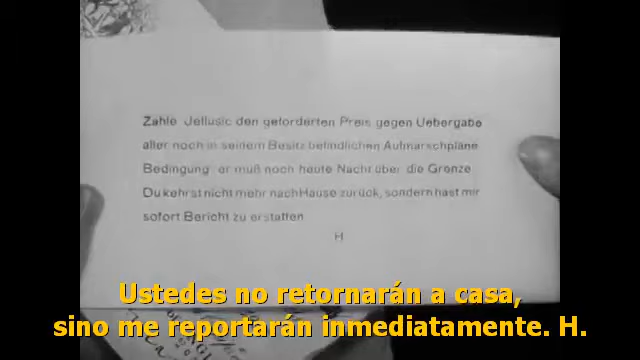 Zahle Jellusic den geforderten Preis gegen Uebergabe
aller noch in seinem Besitz befindlichen Aufmarschpläne
Bedingung er muß noch heute Nacht über die Grenze
Du kehrst nicht mehr nach Hause zurück, sondern hast mir
sofort Bericht zu erstatten
H
Ustedes no retornarán a casa,
sino me reportarán inmediatamente. H.